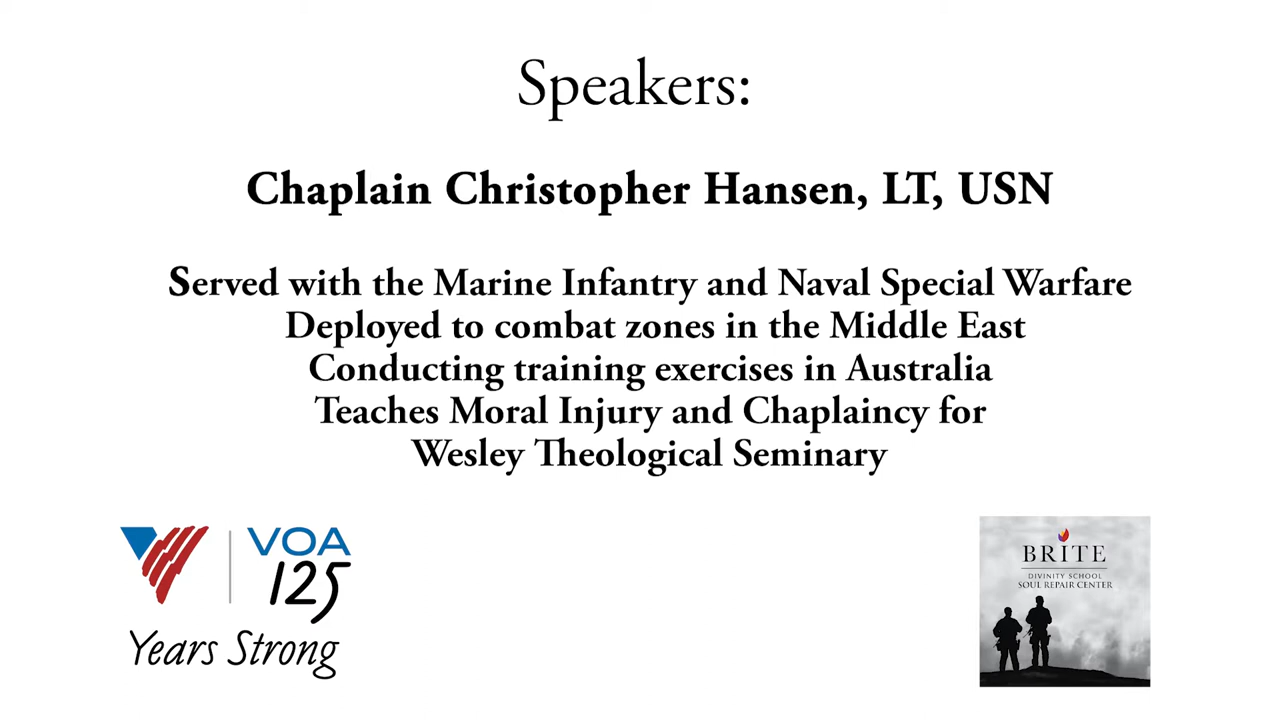 Speakers:
Chaplain Christopher Hansen, LT, USN
Served with the Marine Infantry and Naval Special Warfare
Deployed to combat zones in the Middle East
Conducting training exercises in Australia
Teaches Moral Injury and Chaplaincy for
Wesley Theological Seminary
VOA
125
Years Strong
BRITE
DIVINITY SCHOOL
SOUL REPAIR CENTER